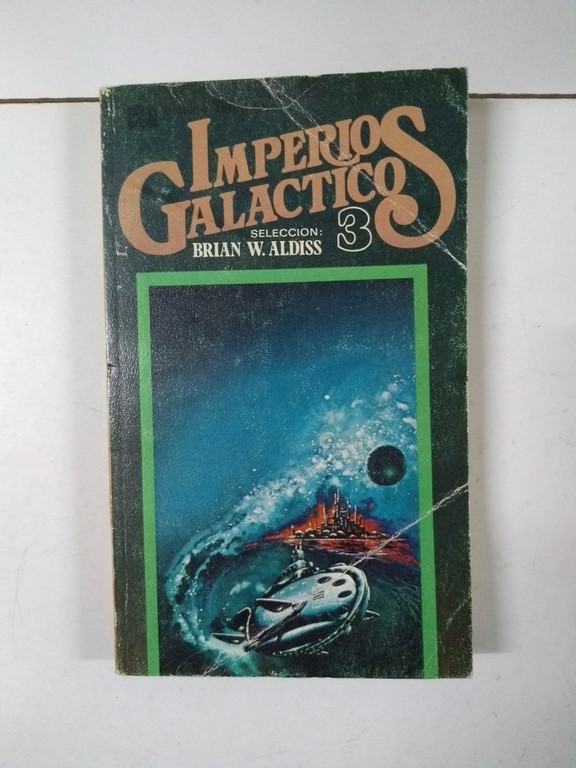 IMPERIOS
GALACTICOS
SELECCION:
BRIAN W. ALDISS
3